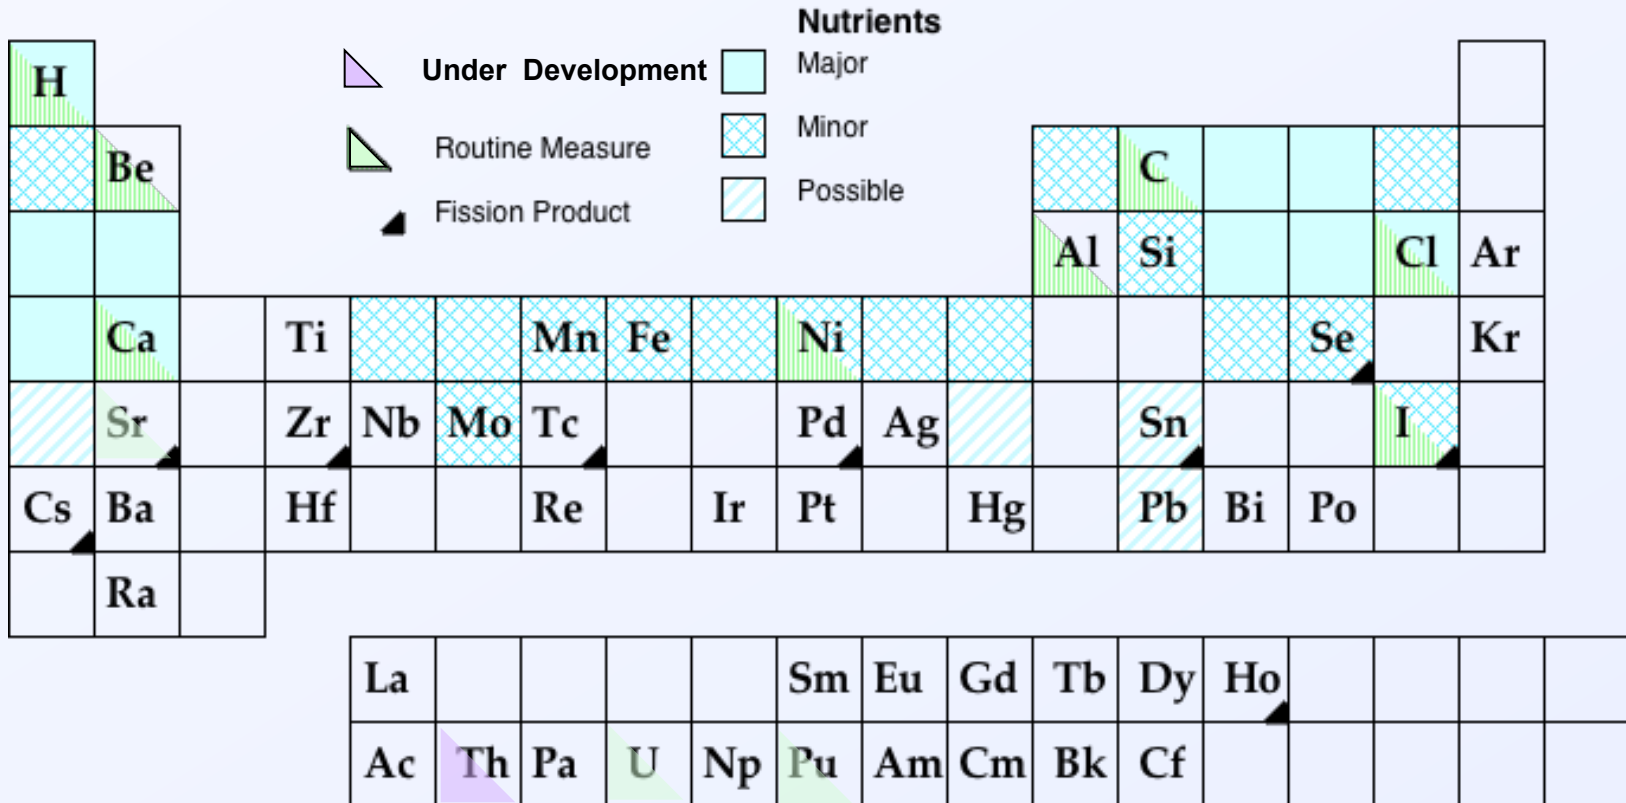 Nutrients
Under Development
Major
Routine Measure
Minor
Fission Product
Possible
H
Be C
Al Si Cl Ar
Ca Ti Mn Fe Ni Se Kr
Sr Zr Nb Mo Tc Pd Ag Sn I
Cs Ba Hf Re Ir Pt Hg Pb Bi Po
Ra
La Sm Eu Gd Tb Dy Ho
Ac Th Pa U Np Pu Am Cm Bk Cf